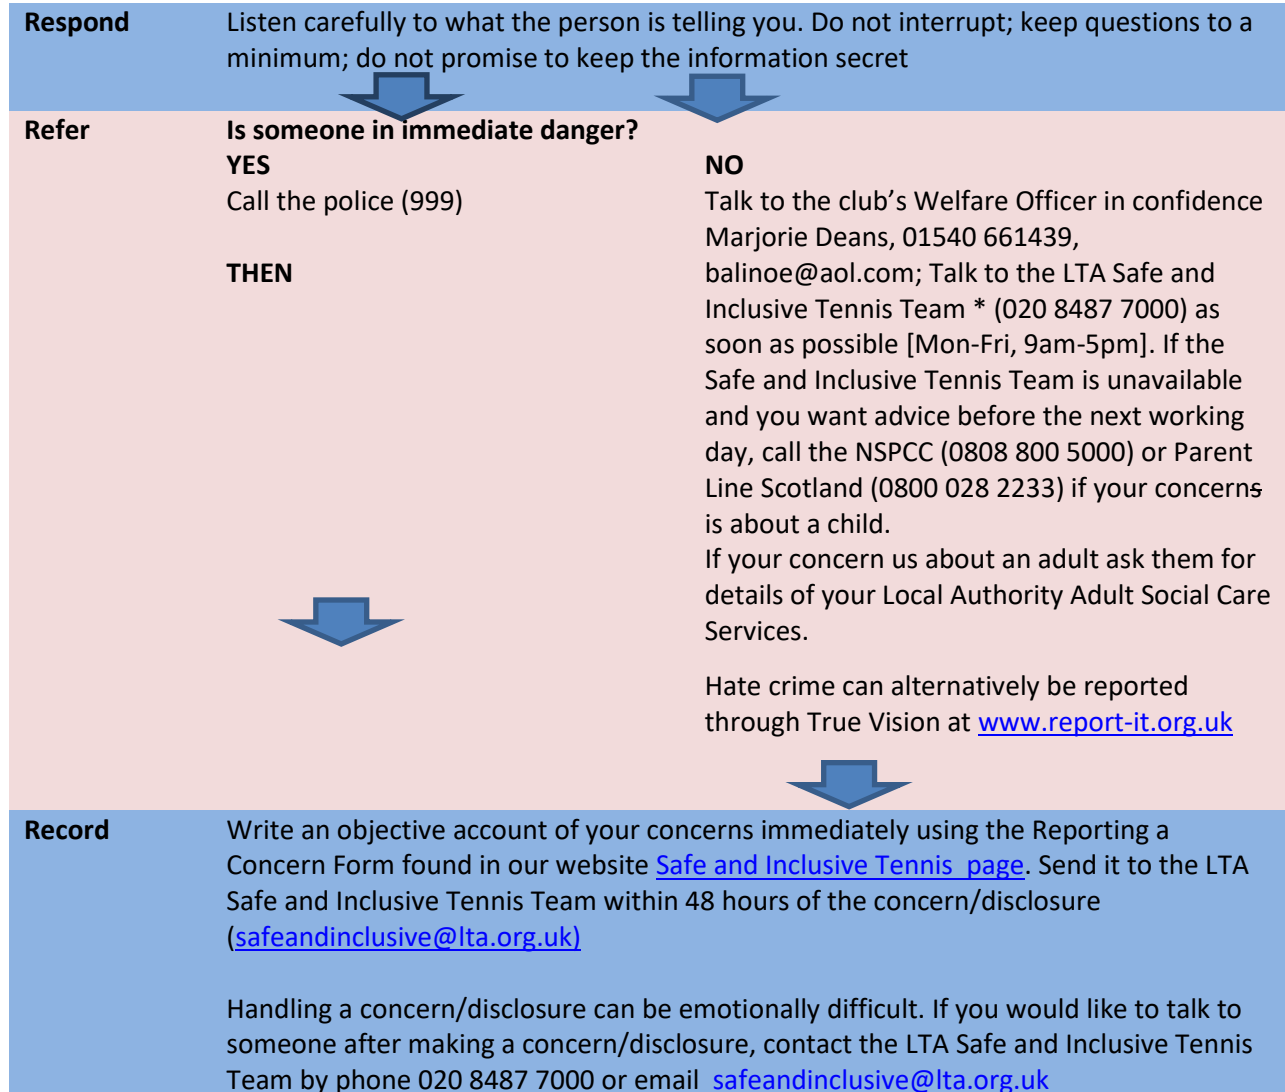 Respond
Listen carefully to what the person is telling you. Do not interrupt; keep questions to a
minimum; do not promise to keep the information secret
Refer
Is someone in immediate danger?
YES
Call the police (999)
THEN
NO
Talk to the club’s Welfare Officer in confidence
Marjorie Deans, 01540 661439,
balinoe@aol.com; Talk to the LTA Safe and
Inclusive Tennis Team * (020 8487 7000) as
soon as possible [Mon-Fri, 9am-5pm]. If the
Safe and Inclusive Tennis Team is unavailable
and you want advice before the next working
day, call the NSPCC (0808 800 5000) or Parent
Line Scotland (0800 028 2233) if your concerns
is about a child.
If your concern us about an adult ask them for
details of your Local Authority Adult Social Care
Services.
Hate crime can alternatively be reported
through True Vision at www.report-it.org.uk
Record
Write an objective account of your concerns immediately using the Reporting a
Concern Form found in our website Safe and Inclusive Tennis  page. Send it to the LTA
Safe and Inclusive Tennis Team within 48 hours of the concern/disclosure
(safeandinclusive@lta.org.uk)
Handling a concern/disclosure can be emotionally difficult. If you would like to talk to
someone after making a concern/disclosure, contact the LTA Safe and Inclusive Tennis
Team by phone 020 8487 7000 or email  safeandinclusive@lta.org.uk